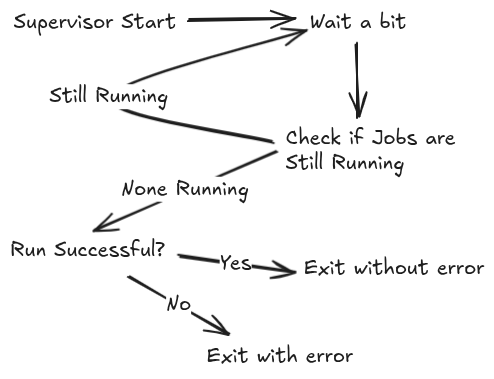 Supervisor Start
Wait a bit
Still Running
Check if Jobs are
Still Running
None Running
Run Successful?
Yes
Exit without error
No
Exit with error